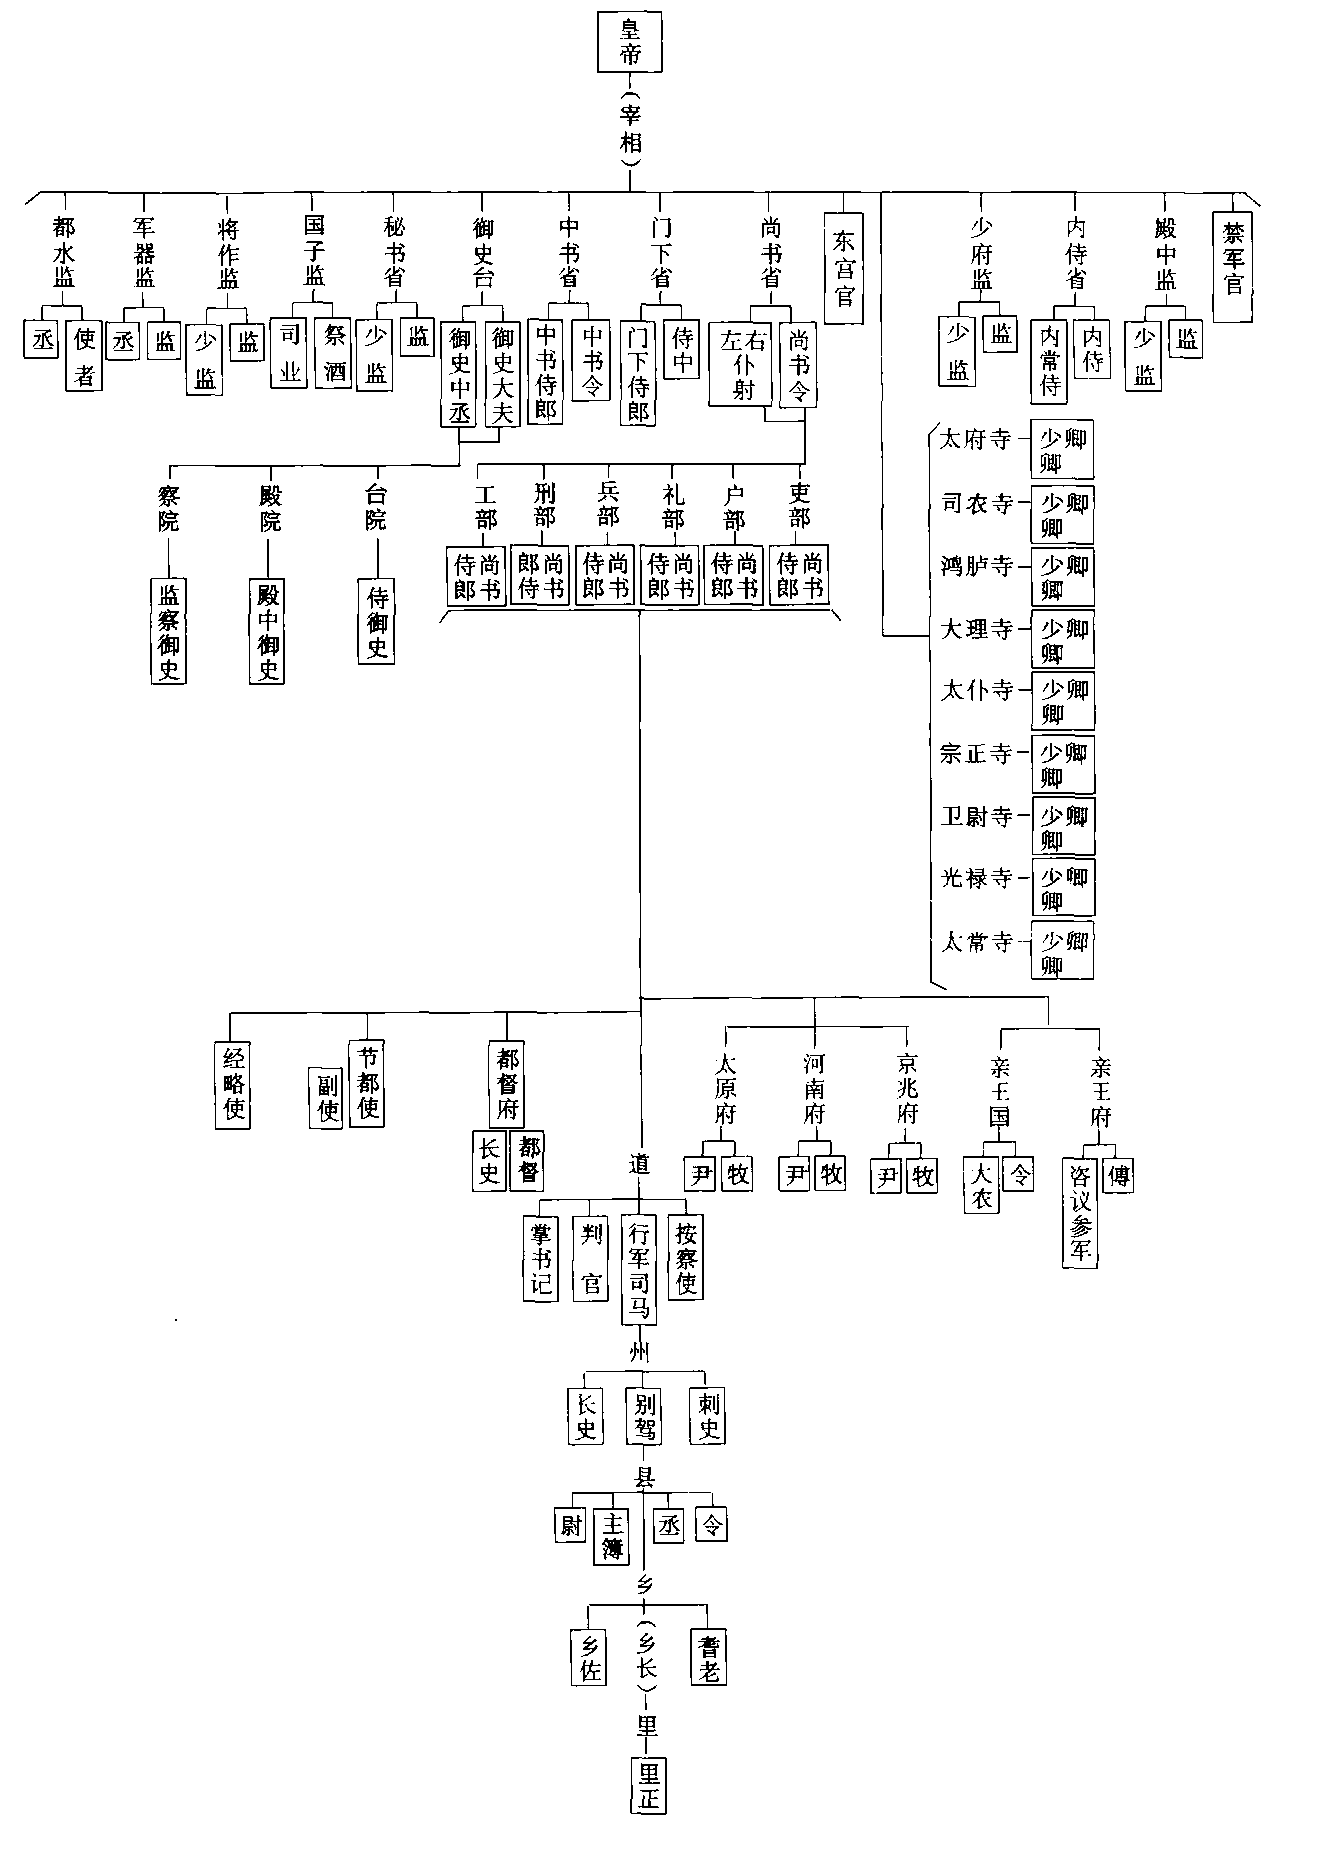 皇帝
（宰相）
都水监
军器监
将作监
国子监
秘书省
御史台
中书省
门下省
尚书省
东宫官
少府监
内侍省
殿中监
禁军官
丞
使者
丞
监
少监
监
司业
祭酒
少监
监
御史中丞
御史大夫
中书侍郎
中书令
门下侍郎
侍中
左右仆射
尚书令
少监
监
内常侍
内侍
少监
监
察院
殿院
台院
监察御史
殿中御史
侍御史
工部
刑部
兵部
礼部
户部
吏部
侍郎 尚书
郎侍 尚书
侍郎 尚书
侍郎 尚书
侍郎 尚书
侍郎 尚书
太府寺 少卿
卿
司农寺 少卿
卿
鸿胪寺 少卿
卿
大理寺 少卿
卿
太仆寺 少卿
卿
宗正寺 少卿
卿
卫尉寺 少卿
卿
光禄寺 少卿
卿
太常寺 少卿
卿
经略使
副使
节都使
都督府
长史
都督
道
太原府
河南府
京兆府
亲王国
亲王府
尹
牧
尹
牧
尹
牧
大农
令
咨议参军
傅
掌书记
判官
行军司马
按察使
州
长史
别驾
刺史
县
尉
主簿
丞
令
乡
乡佐
（乡长）
耆老
里
里正